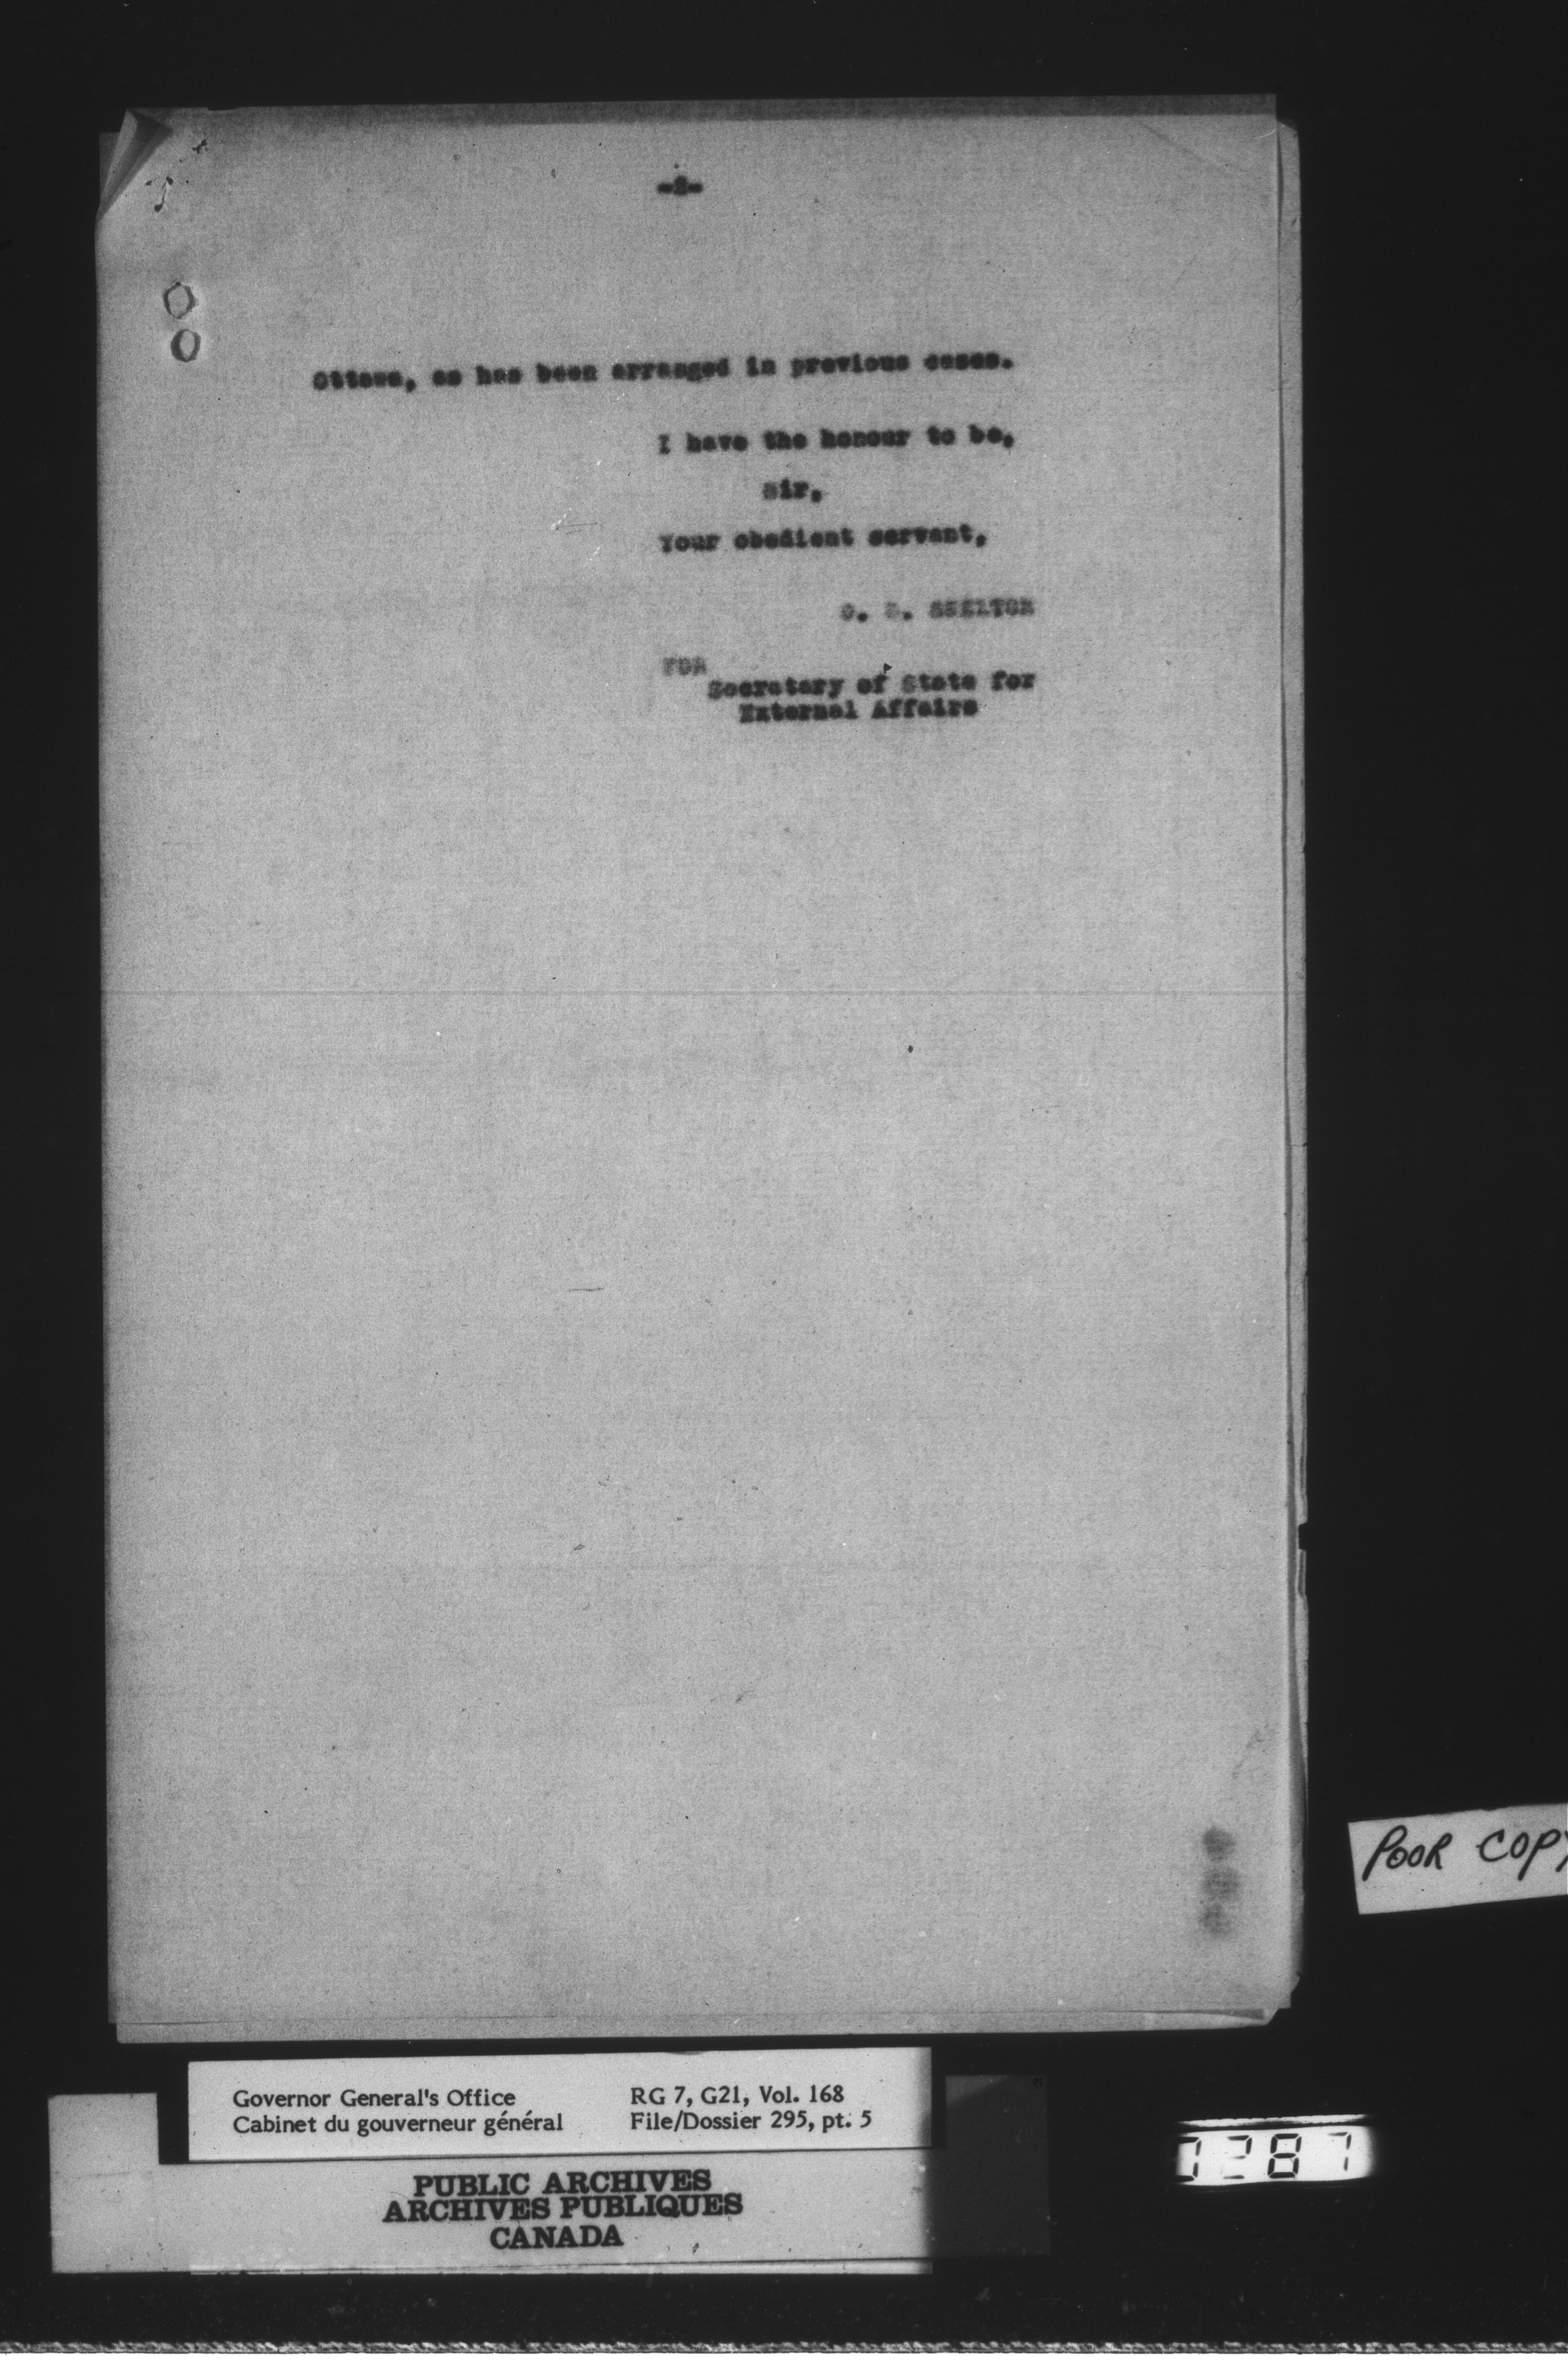 -2-
Ottawa, as has been arranged in previous cases.
I have the honour to be,
Sir,
Your obedient servant,
O. D. SKELTON
FOR
Secretary of State for
External Affairs
POOR COPY
Governor General's Office RG 7, G21, Vol. 168
Cabinet du gouverneur général File/Dossier 295, pt. 5
PUBLIC ARCHIVES
ARCHIVES PUBLIQUES
CANADA
0287